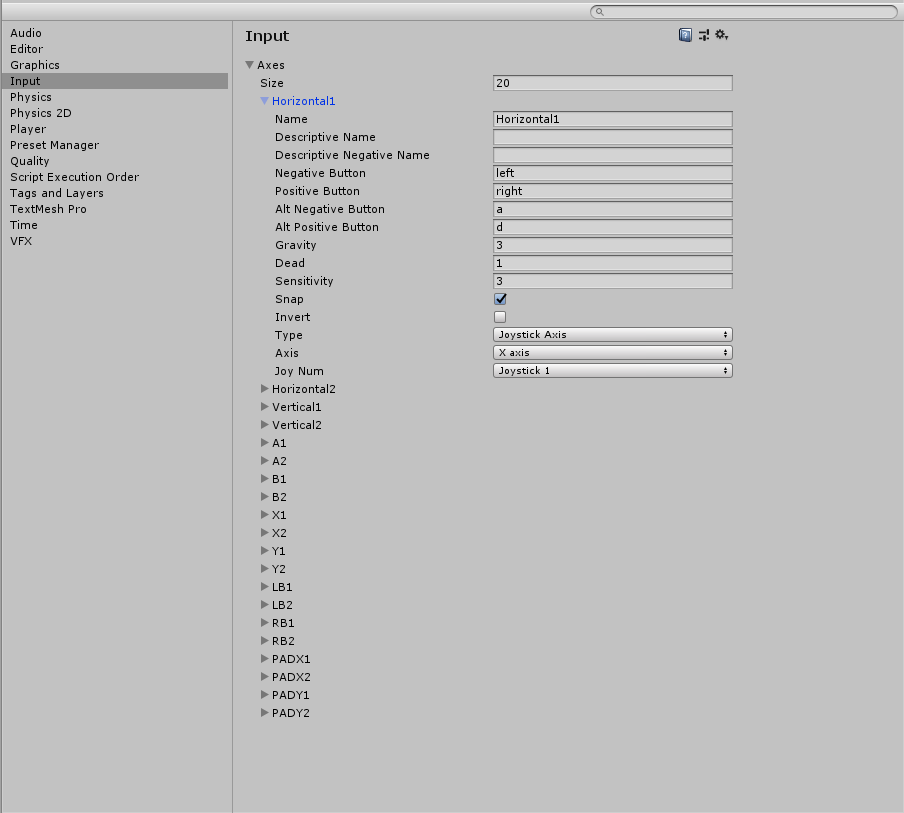 Audio
Editor
Graphics
Input
Physics
Physics 2D
Player
Preset Manager
Quality
Script Execution Order
Tags and Layers
TextMesh Pro
Time
VFX
Input
Axes
Size 20
Horizontal1
Name Horizontal1
Descriptive Name
Descriptive Negative Name
Negative Button left
Positive Button right
Alt Negative Button a
Alt Positive Button d
Gravity 3
Dead 1
Sensitivity 3
Snap
Invert
Type Joystick Axis
Axis X axis
Joy Num Joystick 1
Horizontal2
Vertical1
Vertical2
A1
A2
B1
B2
X1
X2
Y1
Y2
LB1
LB2
RB1
RB2
PADX1
PADX2
PADY1
PADY2